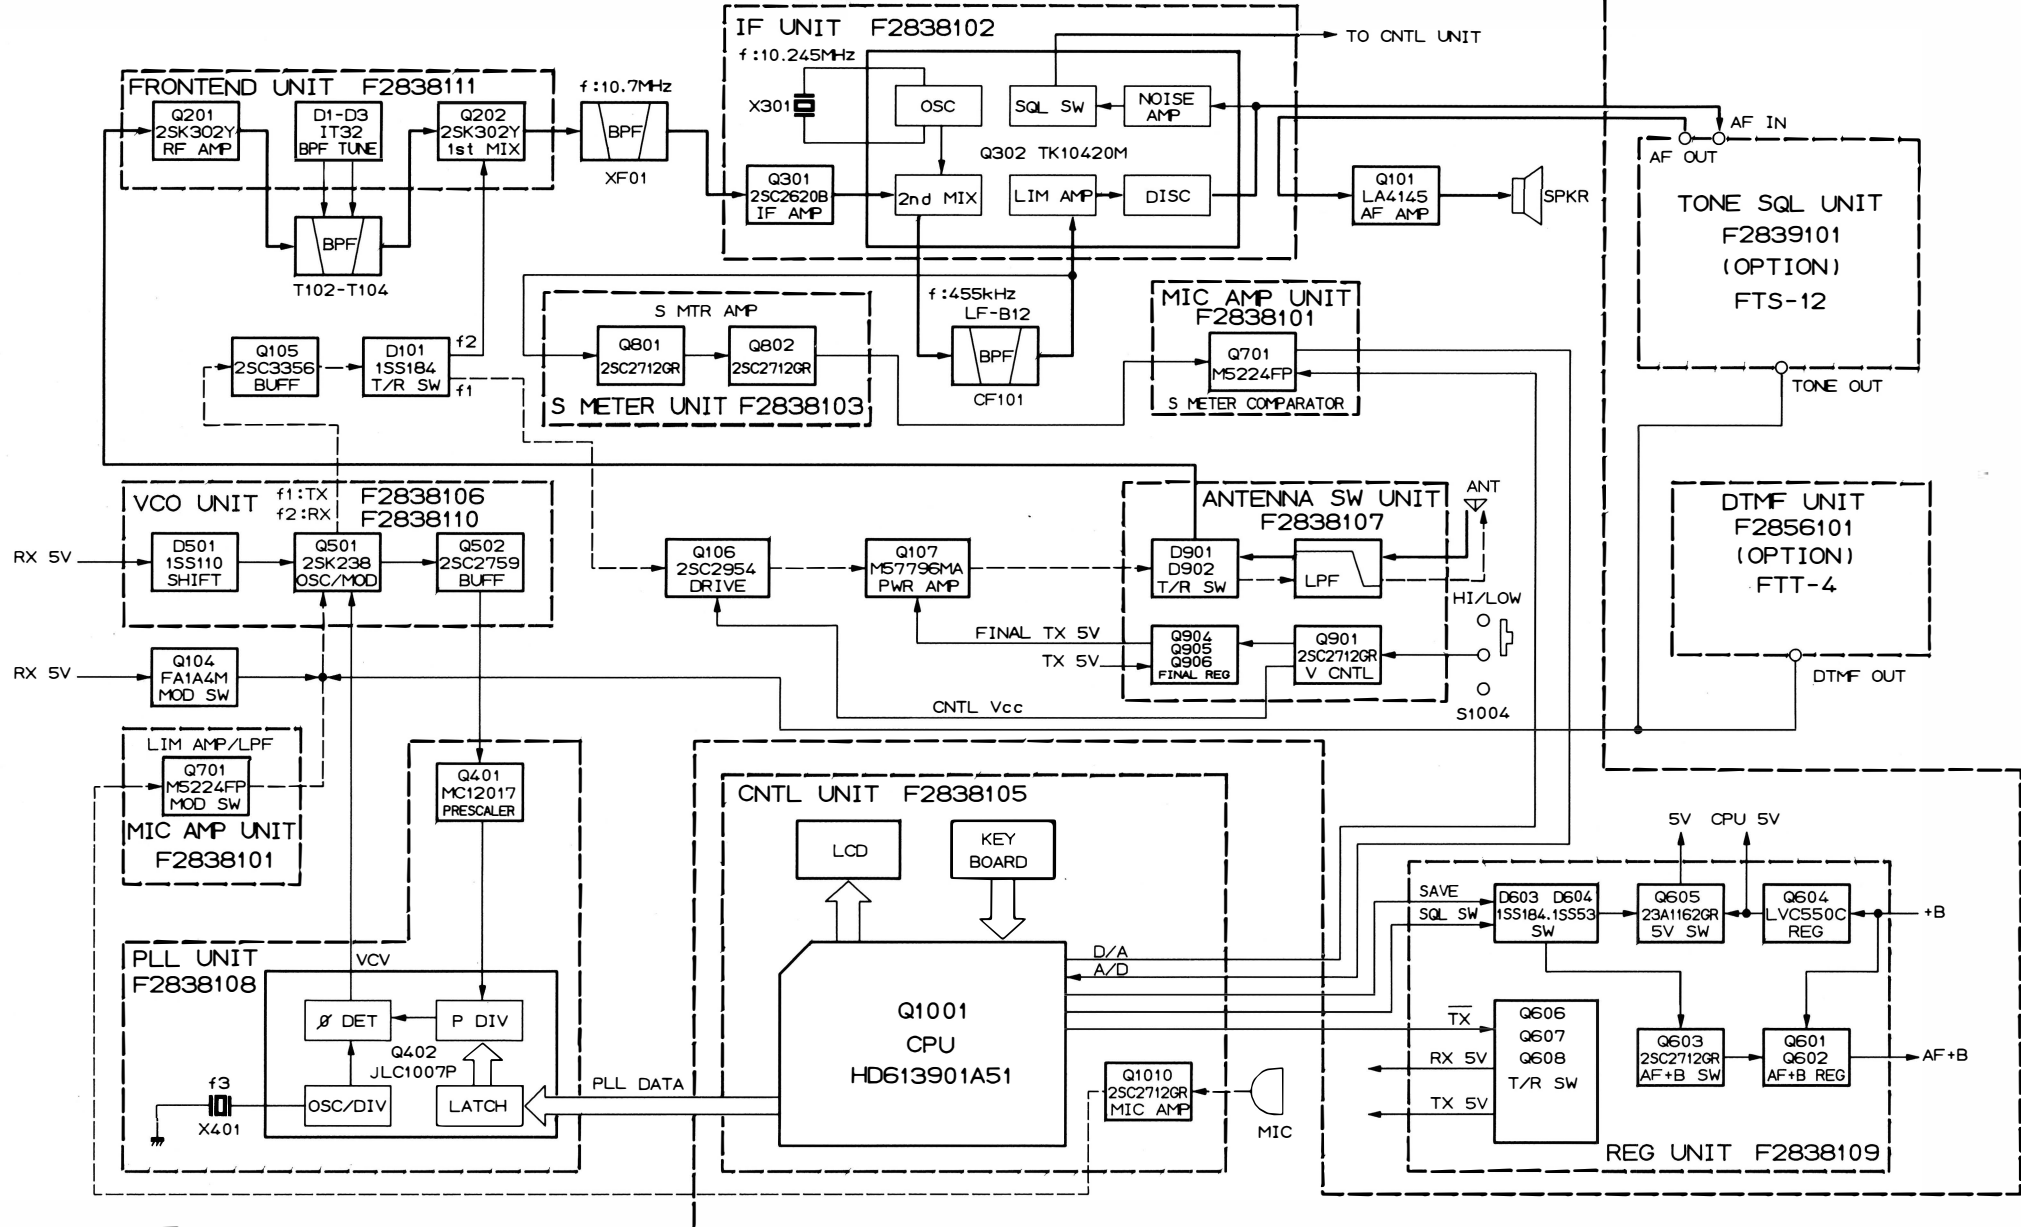 FRONTEND UNIT F2838111
Q201
2SK302Y
RF AMP
D1-D3
IT32
BPF TUNE
Q202
2SK302Y
1st MIX
BPF
T102-T104
f:10.7MHz
BPF
XF01
IF UNIT F2838102
f:10.245MHz
X301
OSC
SQL SW
NOISE
AMP
Q302 TK10420M
Q301
2SC2620B
IF AMP
2nd MIX
LIM AMP
DISC
TO CNTL UNIT
AF IN
AF OUT
Q101
LA4145
AF AMP
SPKR
TONE SQL UNIT
F2839101
(OPTION)
FTS-12
TONE OUT
Q105
2SC3356
BUFF
D101
1SS184
T/R SW
f2
f1
S MTR AMP
Q801
2SC2712GR
Q802
2SC2712GR
S METER UNIT F2838103
f:455kHz
LF-B12
BPF
CF101
MIC AMP UNIT
F2838101
Q701
M5224FP
S METER COMPARATOR
VCO UNIT
f1:TX
f2:RX
F2838106
F2838110
RX 5V
D501
1SS110
SHIFT
Q501
2SK238
OSC/MOD
Q502
2SC2759
BUFF
Q106
2SC2954
DRIVE
Q107
M57796MA
PWR AMP
ANTENNA SW UNIT
F2838107
D901
D902
T/R SW
LPF
ANT
HI/LOW
S1004
FINAL TX 5V
TX 5V
Q904
Q905
Q906
FINAL REG
Q901
2SC2712GR
V CNTL
CNTL Vcc
DTMF UNIT
F2856101
(OPTION)
FTT-4
DTMF OUT
RX 5V
Q104
FA1A4M
MOD SW
LIM AMP/LPF
Q701
M5224FP
MOD SW
MIC AMP UNIT
F2838101
Q401
MC12017
PRESCALER
PLL UNIT
F2838108
VCV
Ø DET
P DIV
Q402
JLC1007P
OSC/DIV
LATCH
f3
X401
PLL DATA
CNTL UNIT F2838105
LCD
KEY
BOARD
Q1001
CPU
HD613901A51
D/A
A/D
Q1010
2SC2712GR
MIC AMP
MIC
5V
CPU 5V
SAVE
SQL SW
D603 D604
1SS184.1SS53
SW
Q605
23A1162GR
5V SW
Q604
LVC550C
REG
+B
TX
RX 5V
TX 5V
Q606
Q607
Q608
T/R SW
Q603
2SC2712GR
AF+B SW
Q601
Q602
AF+B REG
AF+B
REG UNIT F2838109